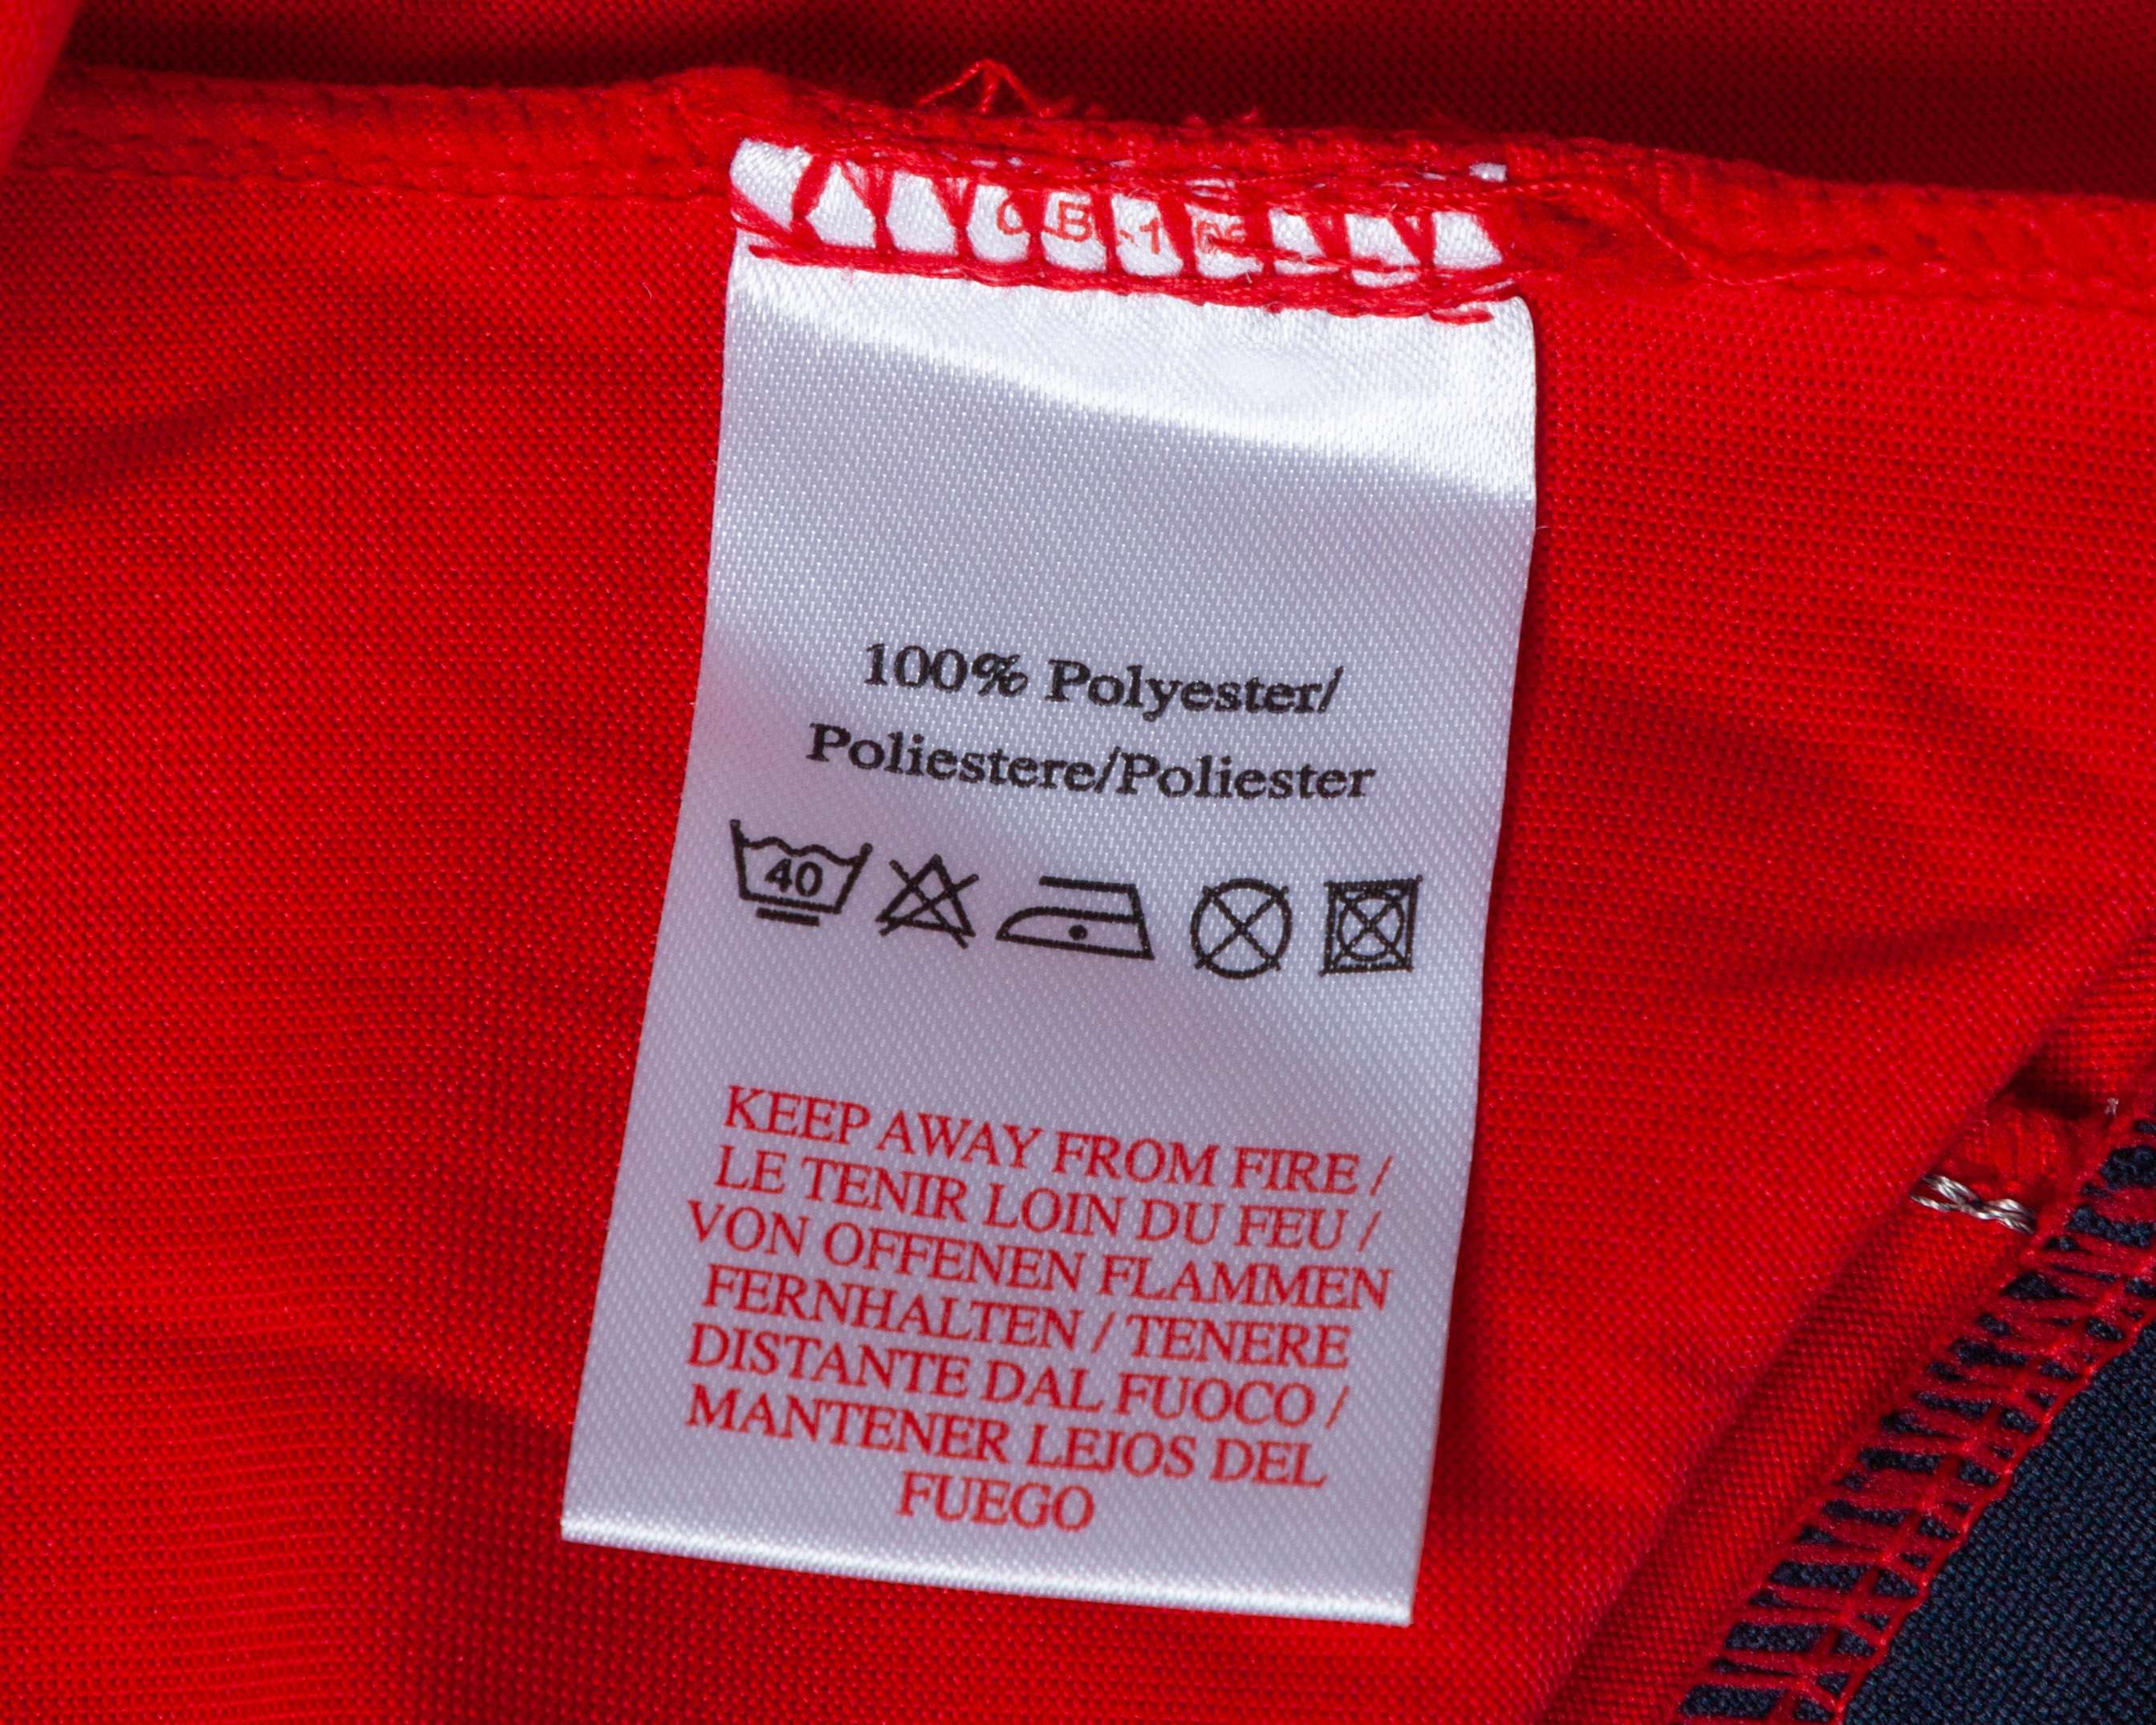 100% Polyester/
Poliestere/Poliester
40
KEEP AWAY FROM FIRE /
LE TENIR LOIN DU FEU /
VON OFFENEN FLAMMEN
FERNHALTEN / TENERE
DISTANTE DAL FUOCO /
MANTENER LEJOS DEL
FUEGO